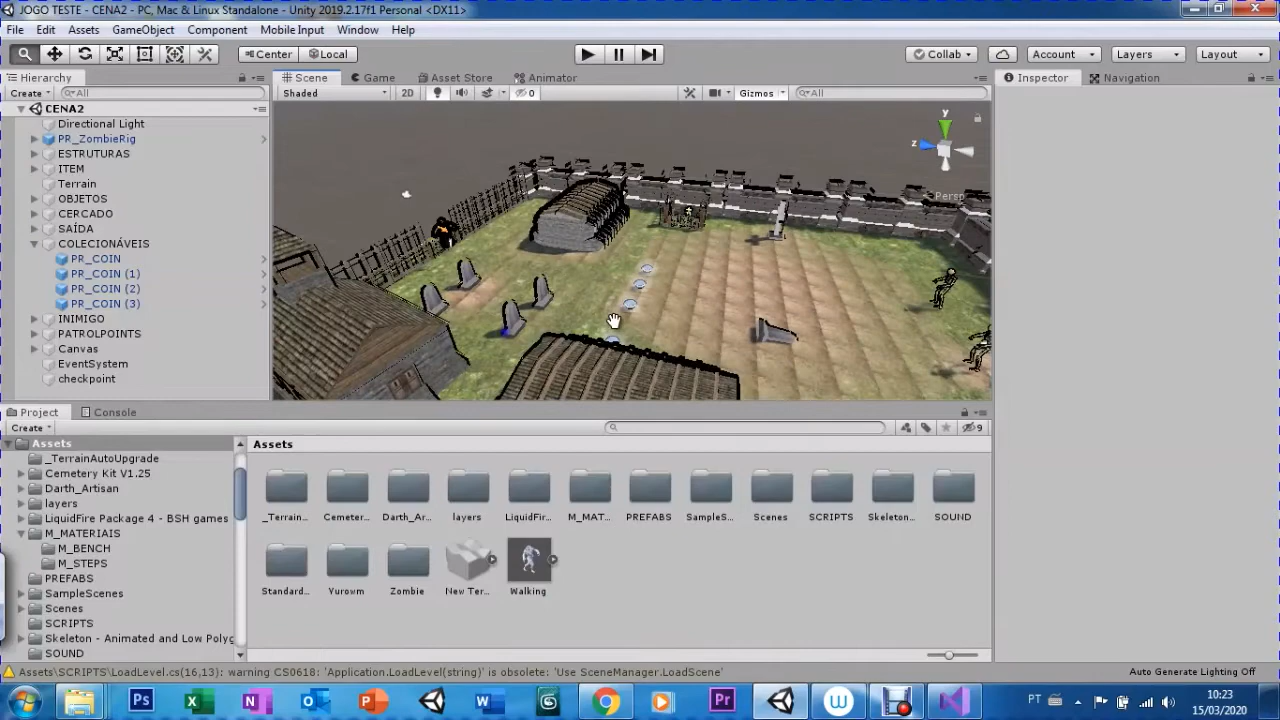 JOGO TESTE - CENA2 - PC, Mac & Linux Standalone - Unity 2019.2.17f1 Personal <DX11>
File Edit Assets GameObject Component Mobile Input Window Help
Center Local Collab Account Layers Layout
Hierarchy Scene Game Asset Store Animator Inspector Navigation
Create All Shaded 2D 0 Gizmos All
CENA2
Directional Light
PR_ZombieRig
ESTRUTURAS
ITEM
Terrain
OBJETOS
CERCADO
SAÍDA
COLECIONÁVEIS
PR_COIN
PR_COIN (1)
PR_COIN (2)
PR_COIN (3)
INIMIGO
PATROLPOINTS
Canvas
EventSystem
checkpoint
y
z
Persp
Project Console
Create 9
Assets
_TerrainAutoUpgrade
Cemetery Kit V1.25
Darth_Artisan
layers
LiquidFire Package 4 - BSH games
M_MATERIAIS
M_BENCH
M_STEPS
PREFABS
SampleScenes
Scenes
SCRIPTS
Skeleton - Animated and Low Polyg
SOUND
Assets
_Terrain... Cemeter... Darth_Ar... layers LiquidFir... M_MAT... PREFABS SampleS... Scenes SCRIPTS Skeleton... SOUND
Standard... Vurowm Zombie New Ter... Walking
Assets\SCRIPTS\LoadLevel.cs(16,13): warning CS0618: 'Application.LoadLevel(string)' is obsolete: 'Use SceneManager.LoadScene'
Auto Generate Lighting Off
Ps X N O P W Pr W PT
10:23
15/03/2020